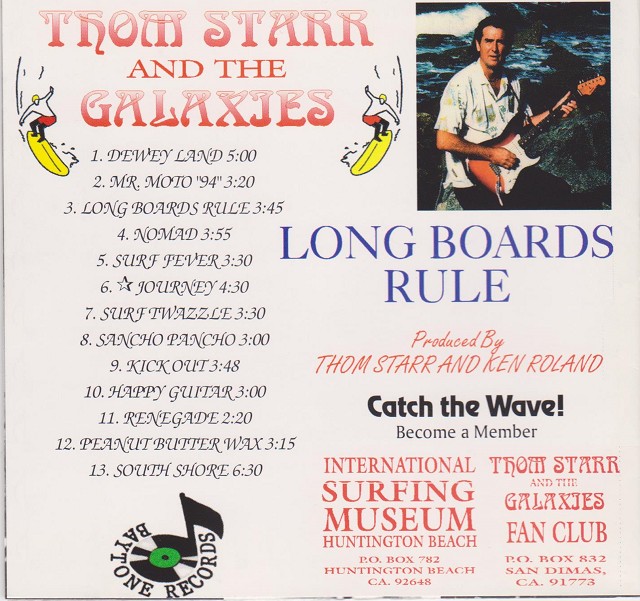 THOM STARR
AND THE
GALAXIES
1. DEWEY LAND 5:00
2. MR. MOTO "94" 3:20
3. LONG BOARDS RULE 3:45
4. NOMAD 3:55
5. SURF FEVER 3:30
6. ☆ JOURNEY 4:30
7. SURF TWAZZLE 3:30
8. SANCHO PANCHO 3:00
9. KICK OUT 3:48
10. HAPPY GUITAR 3:00
11. RENEGADE 2:20
12. PEANUT BUTTER WAX 3:15
13. SOUTH SHORE 6:30
BAYTONE RECORDS
LONG BOARDS
RULE
Produced By
THOM STARR AND KEN ROLAND
Catch the Wave!
Become a Member
INTERNATIONAL
SURFING
MUSEUM
HUNTINGTON BEACH
P.O. BOX 782
HUNTINGTON BEACH
CA. 92648
THOM STARR
AND THE
GALAXIES
FAN CLUB
P.O. BOX 832
SAN DIMAS,
CA. 91773